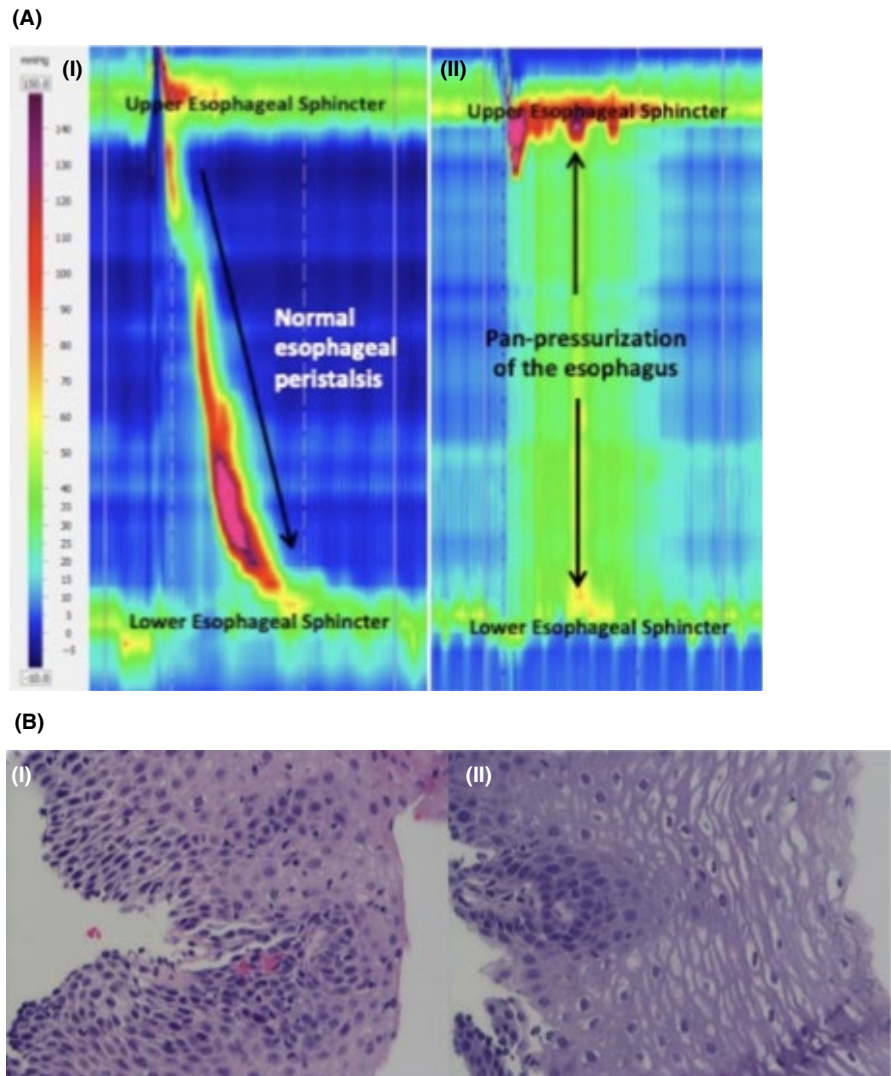 (A)
mmHg
150.0
140
130
120
110
100
90
80
70
60
50
40
35
30
25
20
15
10
5
0
-5
-10.0
(I)
Upper Esophageal Sphincter
Normal
esophageal
peristalsis
Lower Esophageal Sphincter
(II)
Upper Esophageal Sphincter
Pan-pressurization
of the esophagus
Lower Esophageal Sphincter
(B)
(I)
(II)